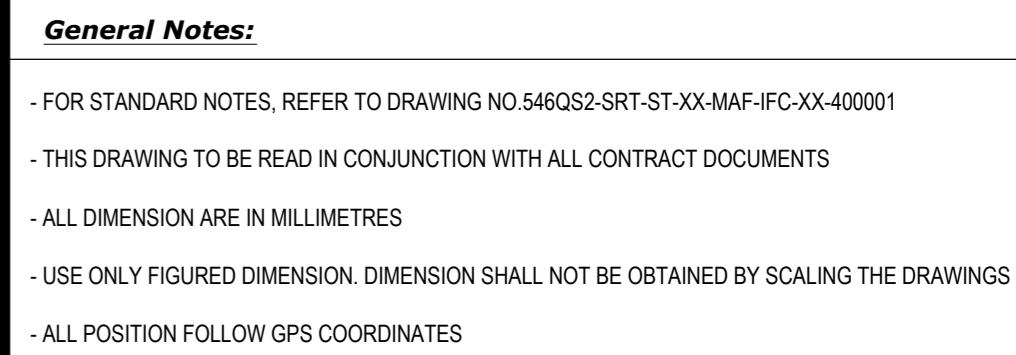 General Notes:
- FOR STANDARD NOTES, REFER TO DRAWING NO.546QS2-SRT-ST-XX-MAF-IFC-XX-400001
- THIS DRAWING TO BE READ IN CONJUNCTION WITH ALL CONTRACT DOCUMENTS
- ALL DIMENSION ARE IN MILLIMETRES
- USE ONLY FIGURED DIMENSION. DIMENSION SHALL NOT BE OBTAINED BY SCALING THE DRAWINGS
- ALL POSITION FOLLOW GPS COORDINATES